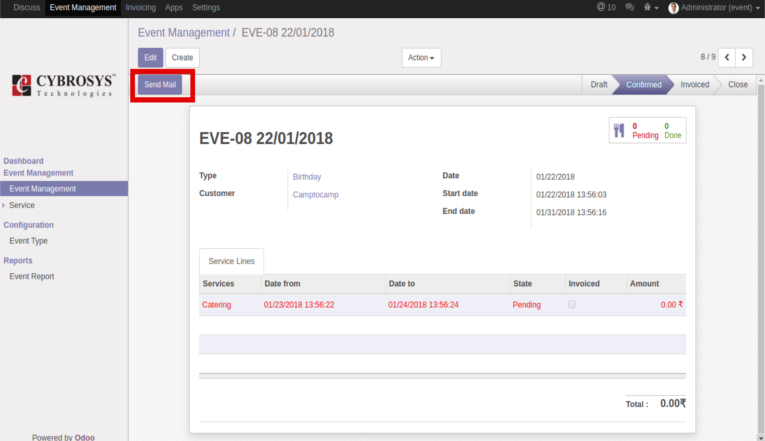 Discuss Event Management Invoicing Apps Settings @ 10 Administrator (event)
Event Management / EVE-08 22/01/2018
Edit Create Action 8 / 9
Send Mail Draft Confirmed Invoiced Close
CYBROSYS™
Technologies
Dashboard
Event Management
Event Management
Service
Configuration
Event Type
Reports
Event Report
Powered by Odoo
EVE-08 22/01/2018
0 Pending 0 Done
Type Birthday Date 01/22/2018
Customer Camptocamp Start date 01/22/2018 13:56:03
End date 01/31/2018 13:56:16
Service Lines
Services Date from Date to State Invoiced Amount
Catering 01/23/2018 13:56:22 01/24/2018 13:56:24 Pending 0.00 ₹
Total : 0.00₹